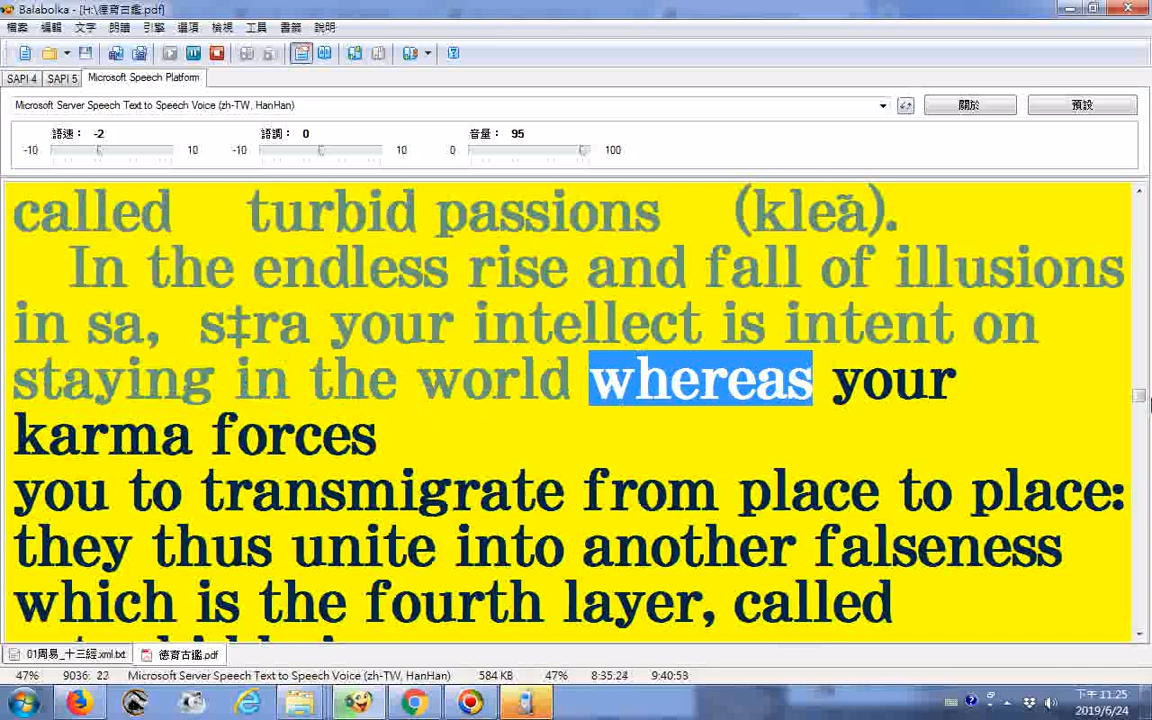 Balabolka - [H:\德育古鑑.pdf]
檔案 編輯 文字 朗讀 引擎 選項 檢視 工具 書籤 說明
SAPI 4 SAPI 5 Microsoft Speech Platform
Microsoft Server Speech Text to Speech Voice (zh-TW, HanHan) 關於 預設
語速： -2 語調： 0 音量： 95
-10 10 -10 10 0 100
called turbid passions (kleã).
In the endless rise and fall of illusions
in sa, s‡ra your intellect is intent on
staying in the world whereas your
karma forces
you to transmigrate from place to place:
they thus unite into another falseness
which is the fourth layer, called
01周易_十三經.xml.txt 德育古鑑.pdf
47% 9036: 22 Microsoft Server Speech Text to Speech Voice (zh-TW, HanHan) 584 KB 47% 8:35:24 9:40:53
下午 11:25
2019/6/24